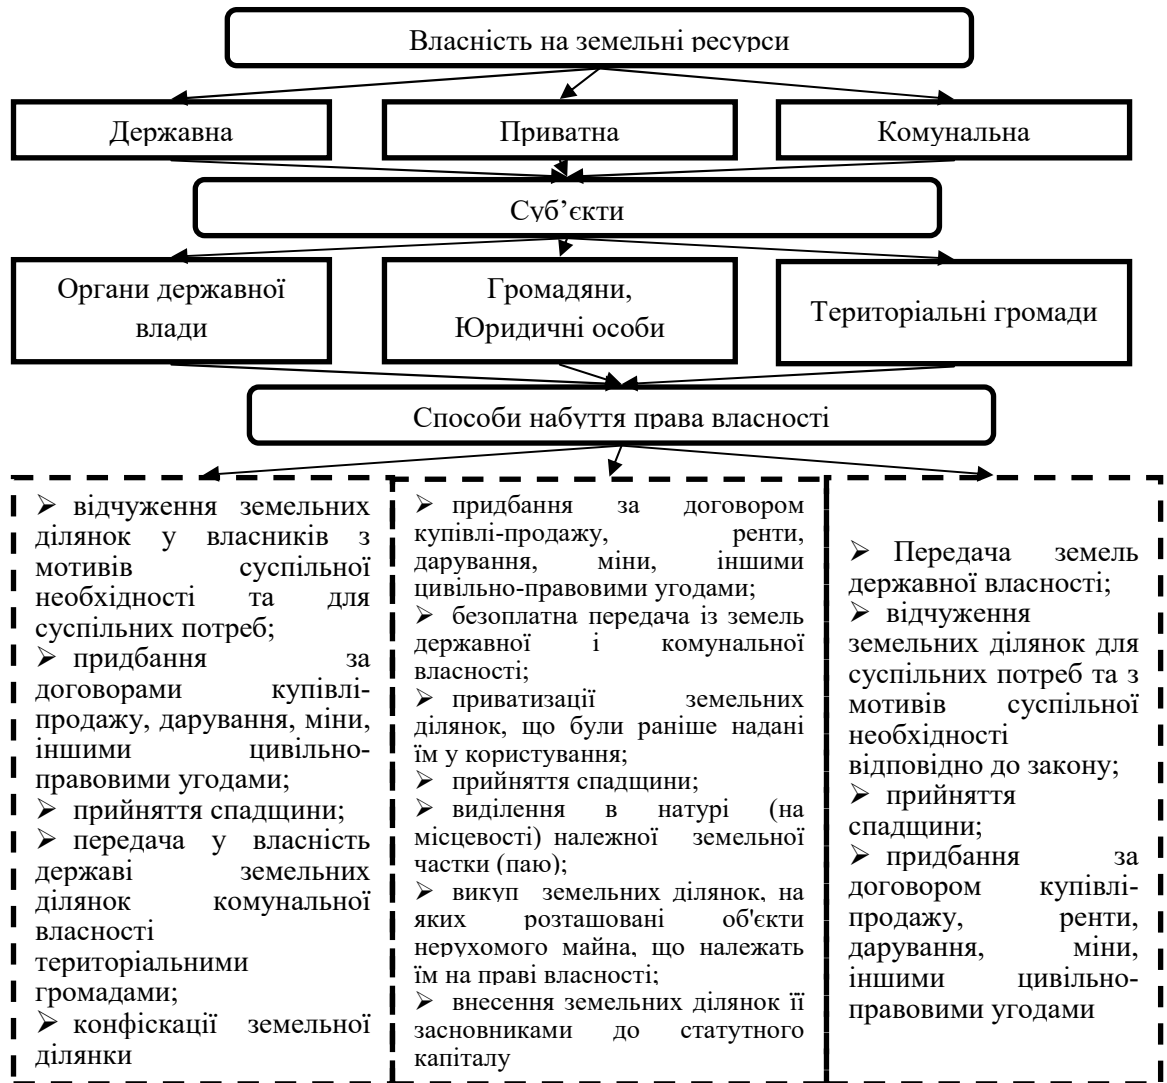 Власність на земельні ресурси
Державна
Приватна
Комунальна
Суб’єкти
Органи державної
влади
Громадяни,
Юридичні особи
Територіальні громади
Способи набуття права власності
➢ відчуження земельних
ділянок у власників з
мотивів суспільної
необхідності та для
суспільних потреб;
➢ придбання за
договорами купівлі-
продажу, дарування, міни,
іншими цивільно-
правовими угодами;
➢ прийняття спадщини;
➢ передача у власність
державі земельних
ділянок комунальної
власності
територіальними
громадами;
➢ конфіскації земельної
ділянки
➢ придбання за договором
купівлі-продажу, ренти,
дарування, міни, іншими
цивільно-правовими угодами;
➢ безоплатна передача із земель
державної і комунальної
власності;
➢ приватизації земельних
ділянок, що були раніше надані
їм у користування;
➢ прийняття спадщини;
➢ виділення в натурі (на
місцевості) належної земельної
частки (паю);
➢ викуп земельних ділянок, на
яких розташовані об'єкти
нерухомого майна, що належать
їм на праві власності;
➢ внесення земельних ділянок її
засновниками до статутного
капіталу
➢ Передача земель
державної власності;
➢ відчуження
земельних ділянок для
суспільних потреб та з
мотивів суспільної
необхідності
відповідно до закону;
➢ прийняття
спадщини;
➢ придбання за
договором купівлі-
продажу, ренти,
дарування, міни,
іншими цивільно-
правовими угодами